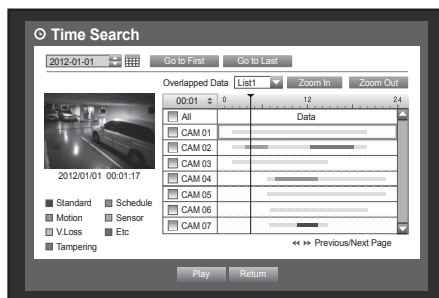 Time Search
2012-01-01
Go to First
Go to Last
Overlapped Data List1 Zoom In Zoom Out
00:01 0 12 24
All Data
CAM 01
CAM 02
CAM 03
CAM 04
CAM 05
CAM 06
CAM 07
2012/01/01 00:01:17
Standard Schedule
Motion Sensor
V.Loss Etc
Tampering
Previous/Next Page
Play Return